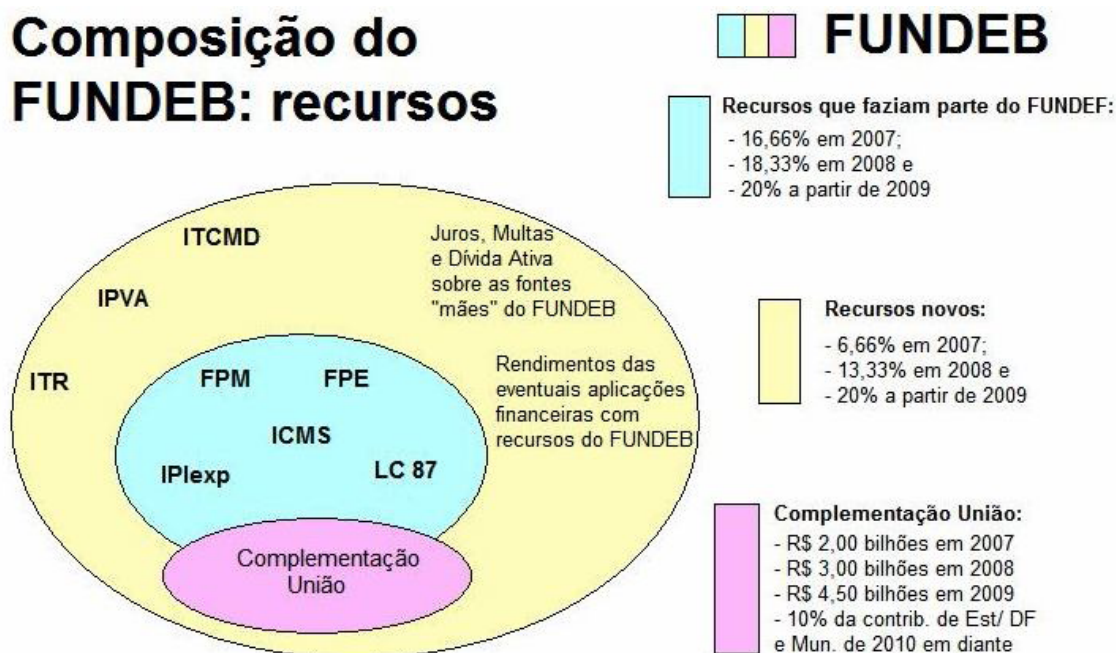 Composição do
FUNDEB: recursos
FUNDEB
Recursos que faziam parte do FUNDEF:
- 16,66% em 2007;
- 18,33% em 2008 e
- 20% a partir de 2009
ITCMD
IPVA
ITR
Juros, Multas
e Dívida Ativa
sobre as fontes
"mães" do FUNDEB
Rendimentos das
eventuais aplicações
financeiras com
recursos do FUNDEB
FPM
FPE
ICMS
IPIexp
LC 87
Complementação
União
Recursos novos:
- 6,66% em 2007;
- 13,33% em 2008 e
- 20% a partir de 2009
Complementação União:
- R$ 2,00 bilhões em 2007
- R$ 3,00 bilhões em 2008
- R$ 4,50 bilhões em 2009
- 10% da contrib. de Est/ DF
e Mun. de 2010 em diante